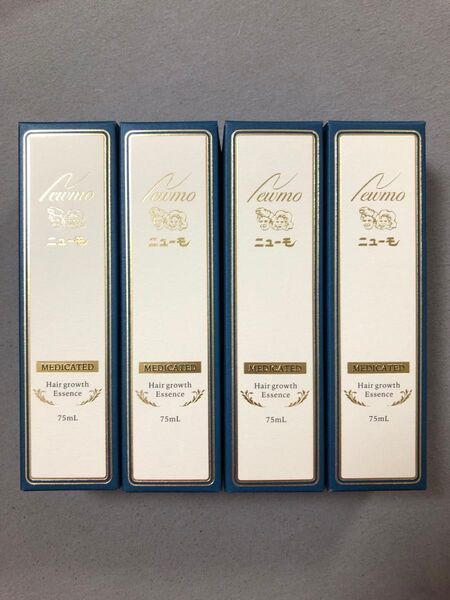 Newmo
ニューモ
MEDICATED
Hair growth
Essence
75mL
Newmo
ニューモ
MEDICATED
Hair growth
Essence
75mL
Newmo
ニューモ
MEDICATED
Hair growth
Essence
75mL
Newmo
ニューモ
MEDICATED
Hair growth
Essence
75mL